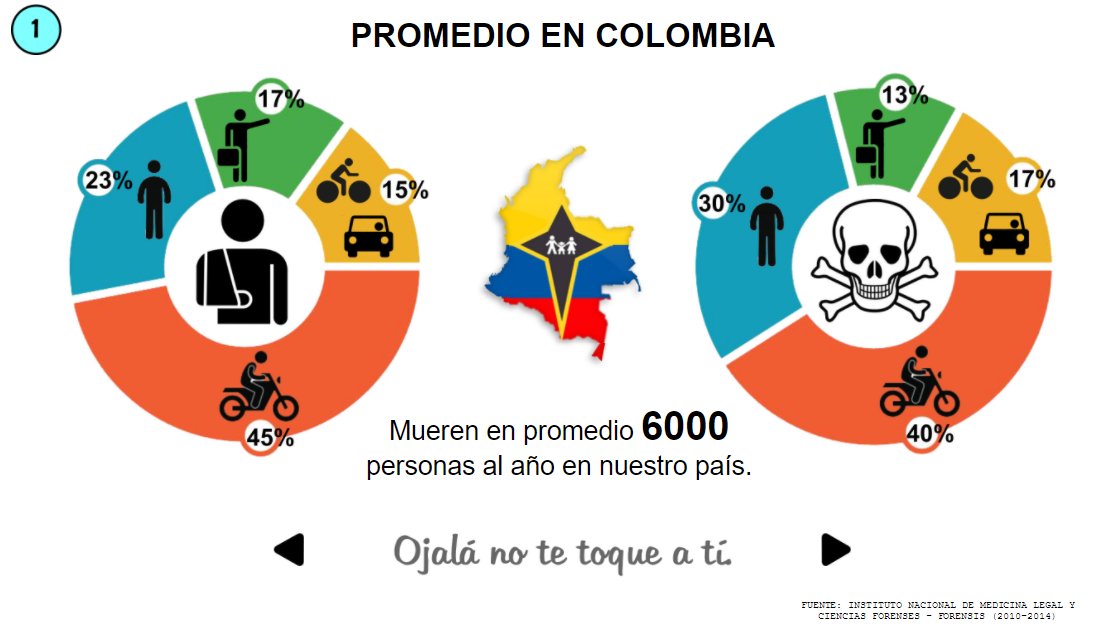 1
PROMEDIO EN COLOMBIA
17%
23%
15%
45%
13%
30%
17%
40%
Mueren en promedio 6000
personas al año en nuestro país.
Ojalá no te toque a tí.
FUENTE: INSTITUTO NACIONAL DE MEDICINA LEGAL Y
CIENCIAS FORENSES - FORENSIS (2010-2014)